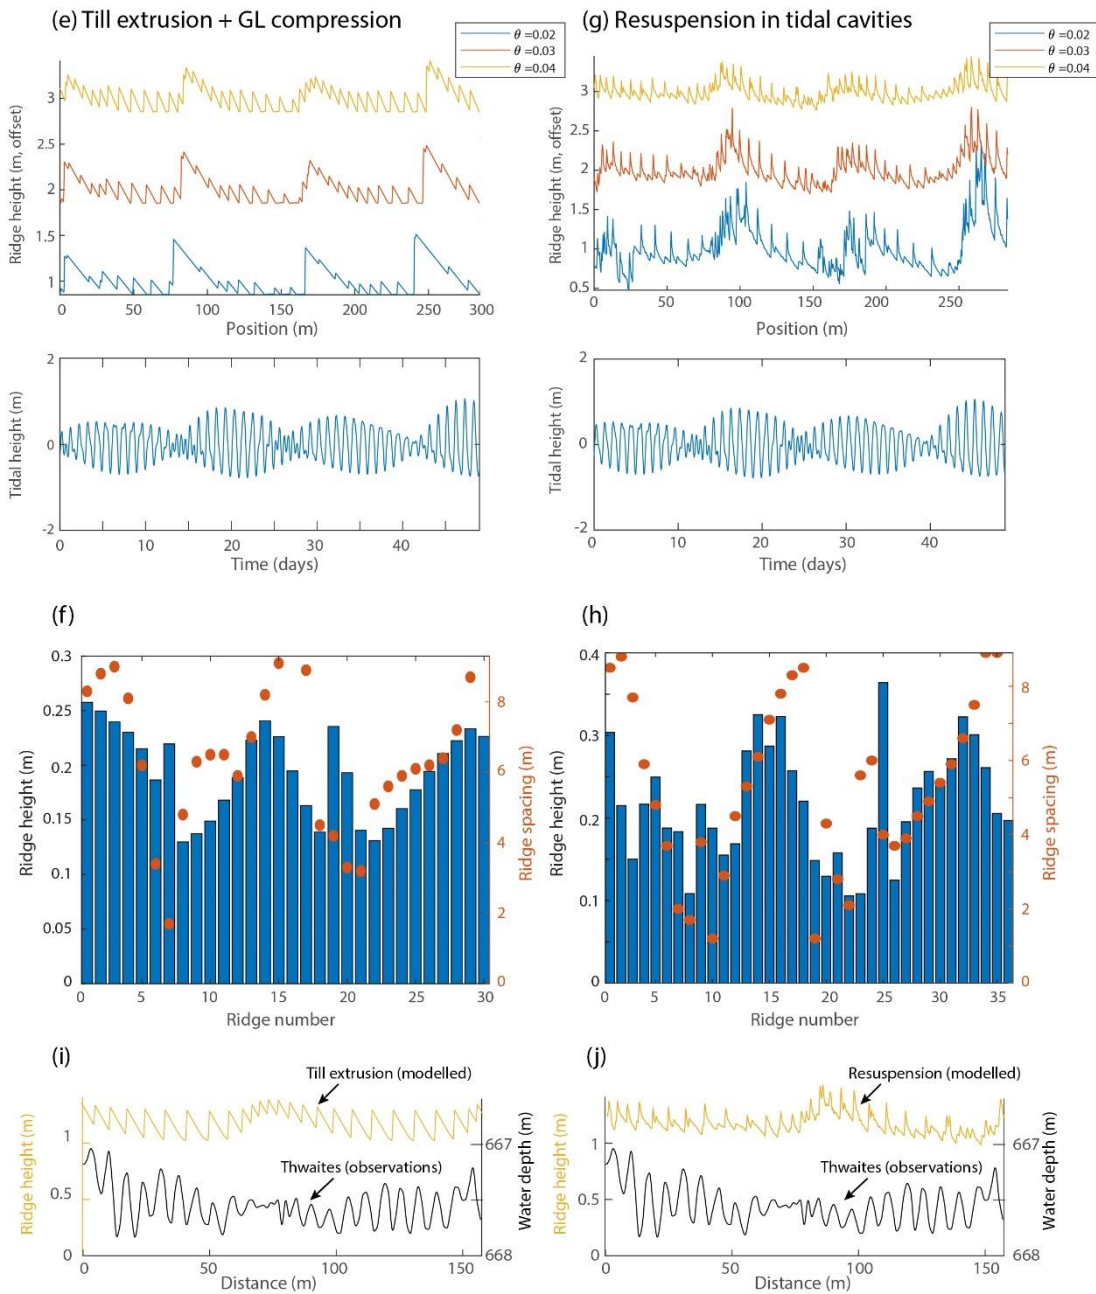 (e) Till extrusion + GL compression
θ =0.02
θ =0.03
θ =0.04
Ridge height (m, offset)
3
2.5
2
1.5
1
0 50 100 150 200 250 300
Position (m)
Tidal height (m)
2
0
-2
0 10 20 30 40
Time (days)
(g) Resuspension in tidal cavities
θ =0.02
θ =0.03
θ =0.04
Ridge height (m, offset)
3
2.5
2
1.5
1
0.5
0 50 100 150 200 250
Position (m)
Tidal height (m)
2
0
-2
0 10 20 30 40
Time (days)
(f)
Ridge height (m)
0.3
0.25
0.2
0.15
0.1
0.05
0
0 5 10 15 20 25 30
Ridge number
8
6
4
2
0
Ridge spacing (m)
(h)
Ridge height (m)
0.4
0.3
0.2
0.1
0
0 5 10 15 20 25 30 35
Ridge number
8
6
4
2
0
Ridge spacing (m)
(i)
Till extrusion (modelled)
Thwaites (observations)
Ridge height (m)
1
0.5
0
667
668
Water depth (m)
0 50 100 150
Distance (m)
(j)
Resuspension (modelled)
Thwaites (observations)
Ridge height (m)
1
0.5
0
667
668
Water depth (m)
0 50 100 150
Distance (m)